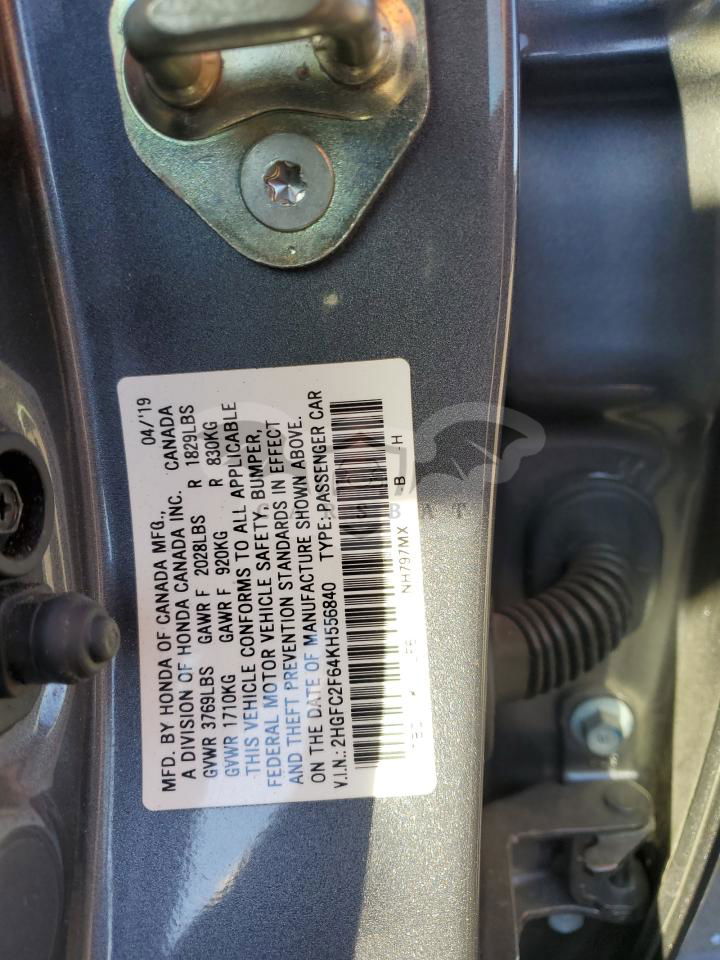 MFD. BY HONDA OF CANADA MFG., 04/'19
A DIVISION OF HONDA CANADA INC. CANADA
GVWR 3769LBS GAWR F 2028LBS R 1829LBS
GVWR 1710KG GAWR F 920KG R 830KG
THIS VEHICLE CONFORMS TO ALL APPLICABLE
FEDERAL MOTOR VEHICLE SAFETY, BUMPER,
AND THEFT PREVENTION STANDARDS IN EFFECT
ON THE DATE OF MANUFACTURE SHOWN ABOVE.
V.I.N.: 2HGFC2F64KH556840 TYPE:PASSENGER CAR
NH797MX -B -H